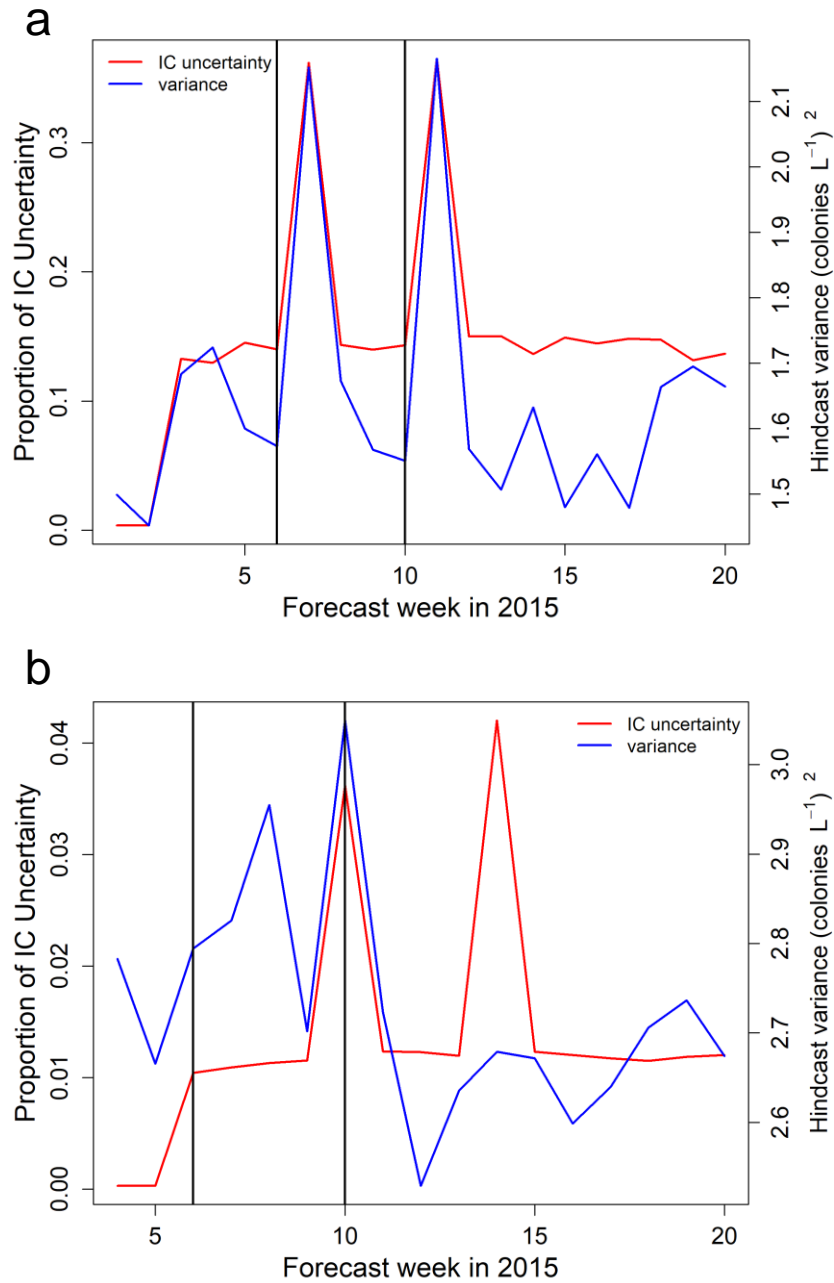 a
IC uncertainty
variance
Proportion of IC Uncertainty
0.0
0.1
0.2
0.3
Hindcast variance (colonies L⁻¹) ²
1.5
1.6
1.7
1.8
1.9
2.0
2.1
5
10
15
20
Forecast week in 2015
b
IC uncertainty
variance
Proportion of IC Uncertainty
0.00
0.01
0.02
0.03
0.04
Hindcast variance (colonies L⁻¹) ²
2.6
2.7
2.8
2.9
3.0
5
10
15
20
Forecast week in 2015